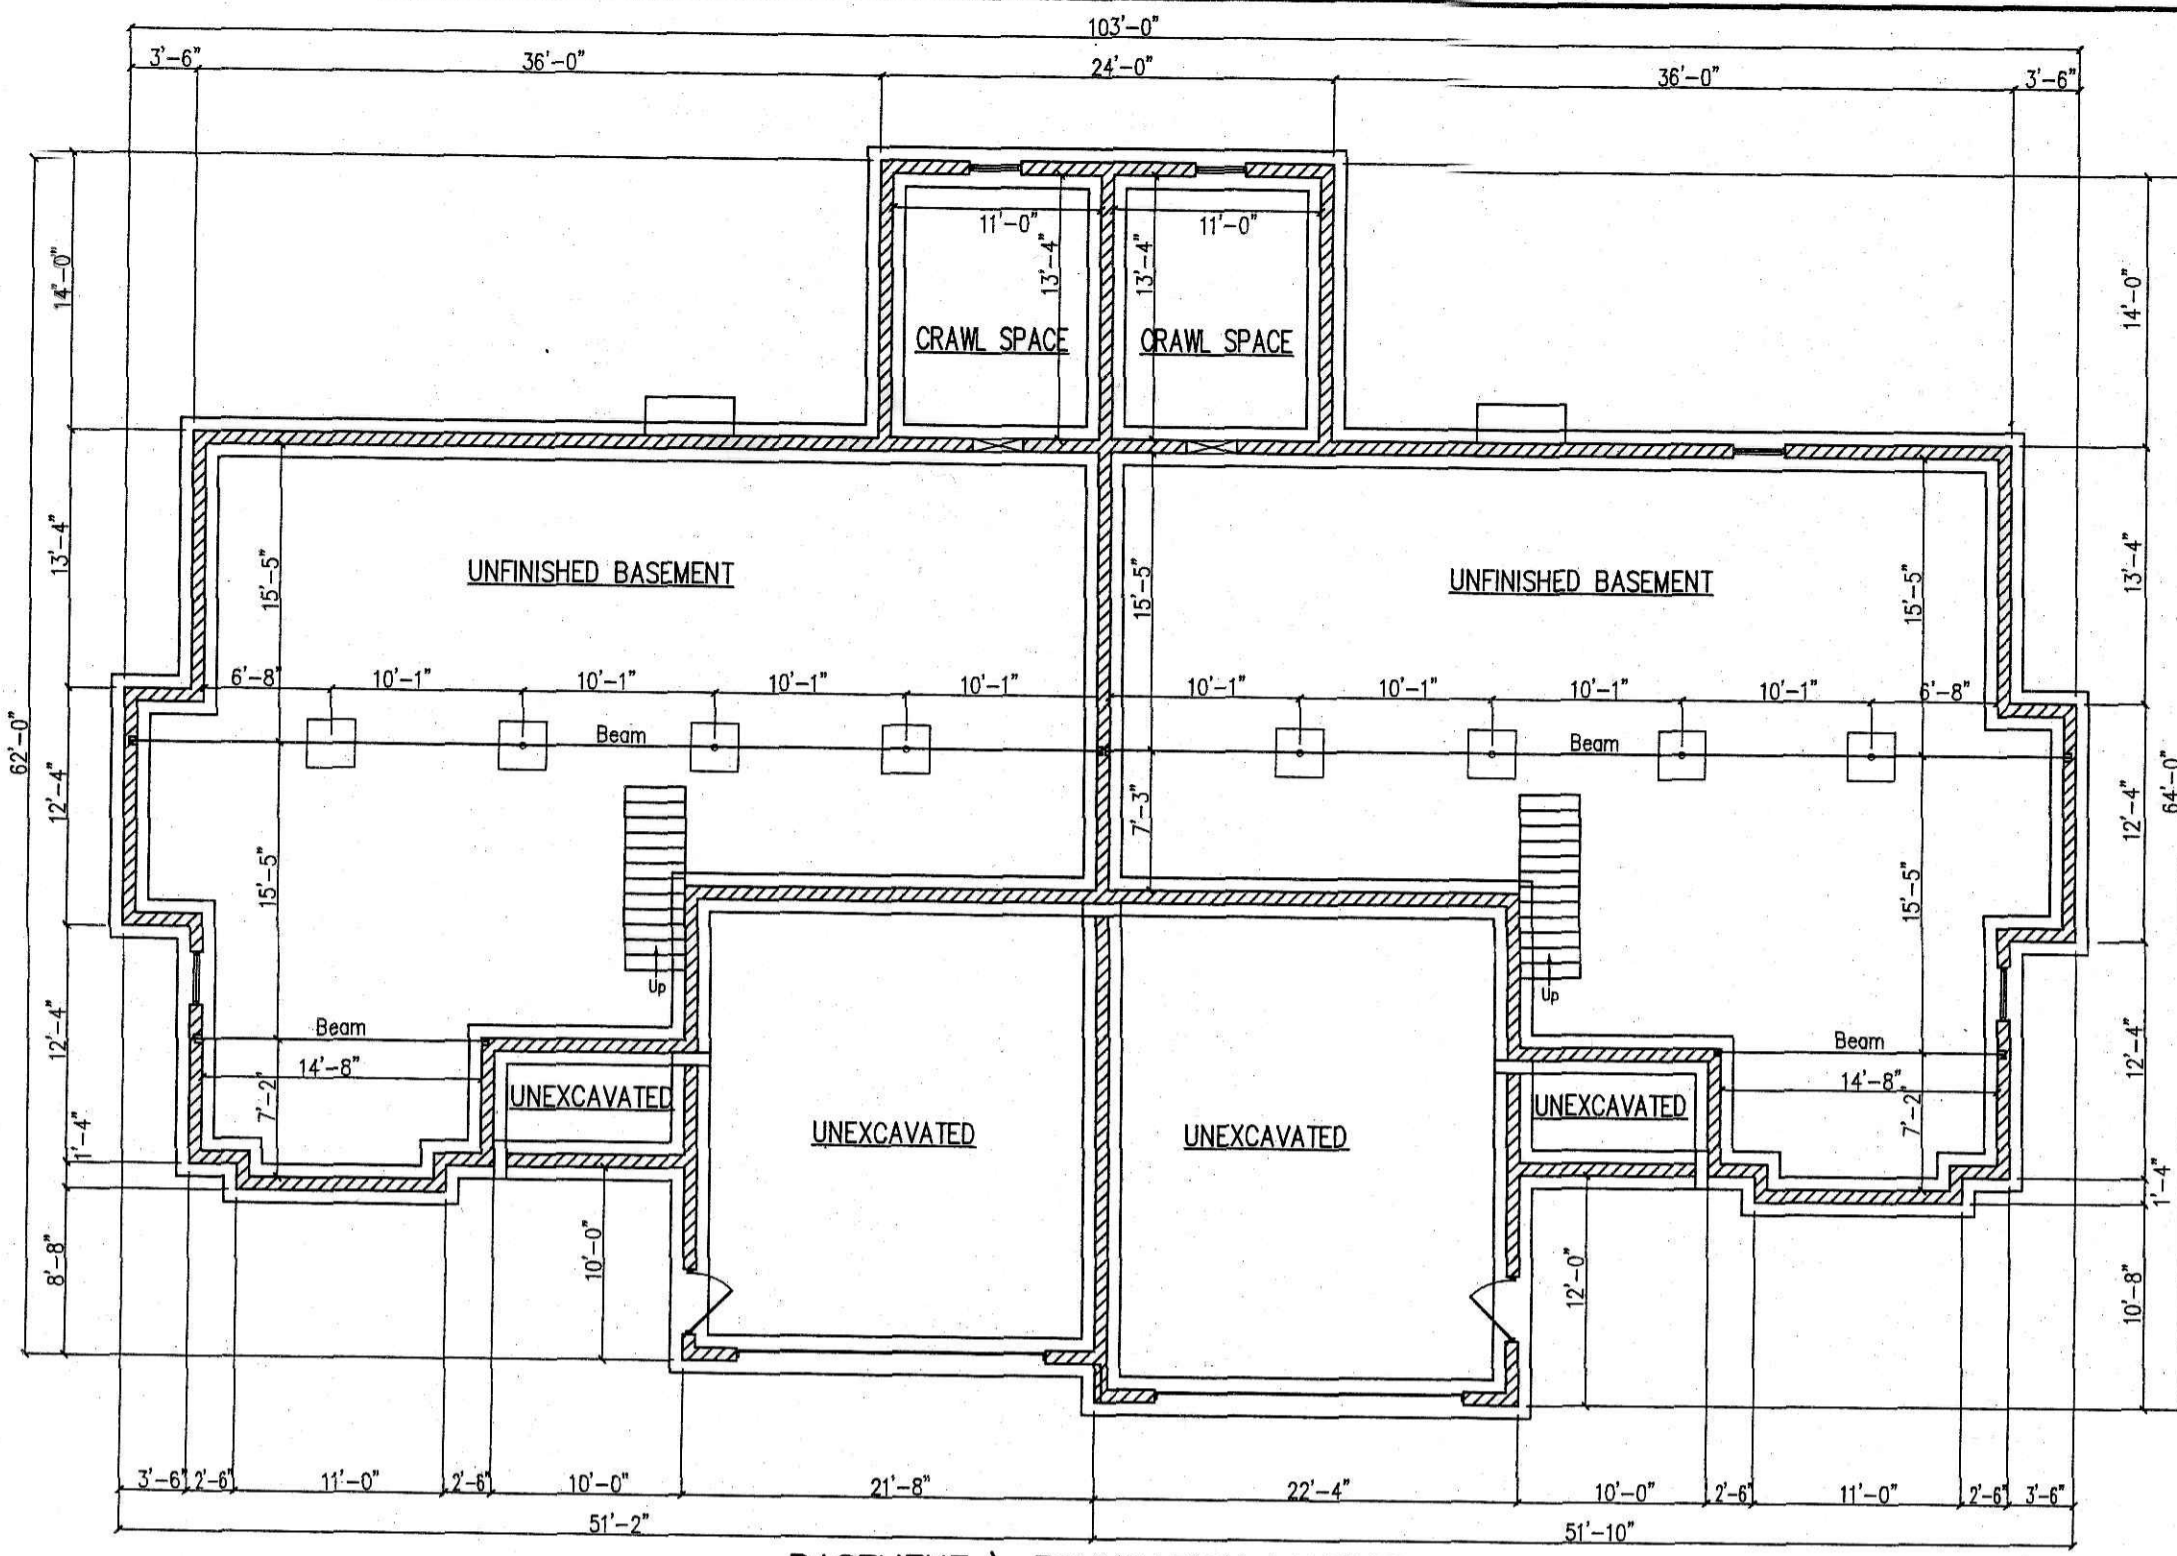 103'-0"
3'-6" 36'-0" 24'-0" 36'-0" 3'-6"
11'-0" 11'-0"
14'-0" 13'-4" 13'-4" 14'-0"
CRAWL SPACE CRAWL SPACE
13'-4" 15'-5" 15'-5" 15'-5" 13'-4"
UNFINISHED BASEMENT UNFINISHED BASEMENT
6'-8" 10'-1" 10'-1" 10'-1" 10'-1" 10'-1" 10'-1" 10'-1" 10'-1" 6'-8"
62'-0" Beam Beam 64'-0"
12'-4" 7'-3" 12'-4"
15'-5" 15'-5"
Up Up
12'-4" Beam Beam 12'-4"
14'-8" 14'-8"
7'-2" UNEXCAVATED UNEXCAVATED 7'-2"
1'-4" UNEXCAVATED UNEXCAVATED 1'-4"
8'-8" 10'-0" 12'-0" 10'-8"
3'-6" 2'-6" 11'-0" 2'-6" 10'-0" 21'-8" 22'-4" 10'-0" 2'-6" 11'-0" 2'-6" 3'-6"
51'-2" 51'-10"